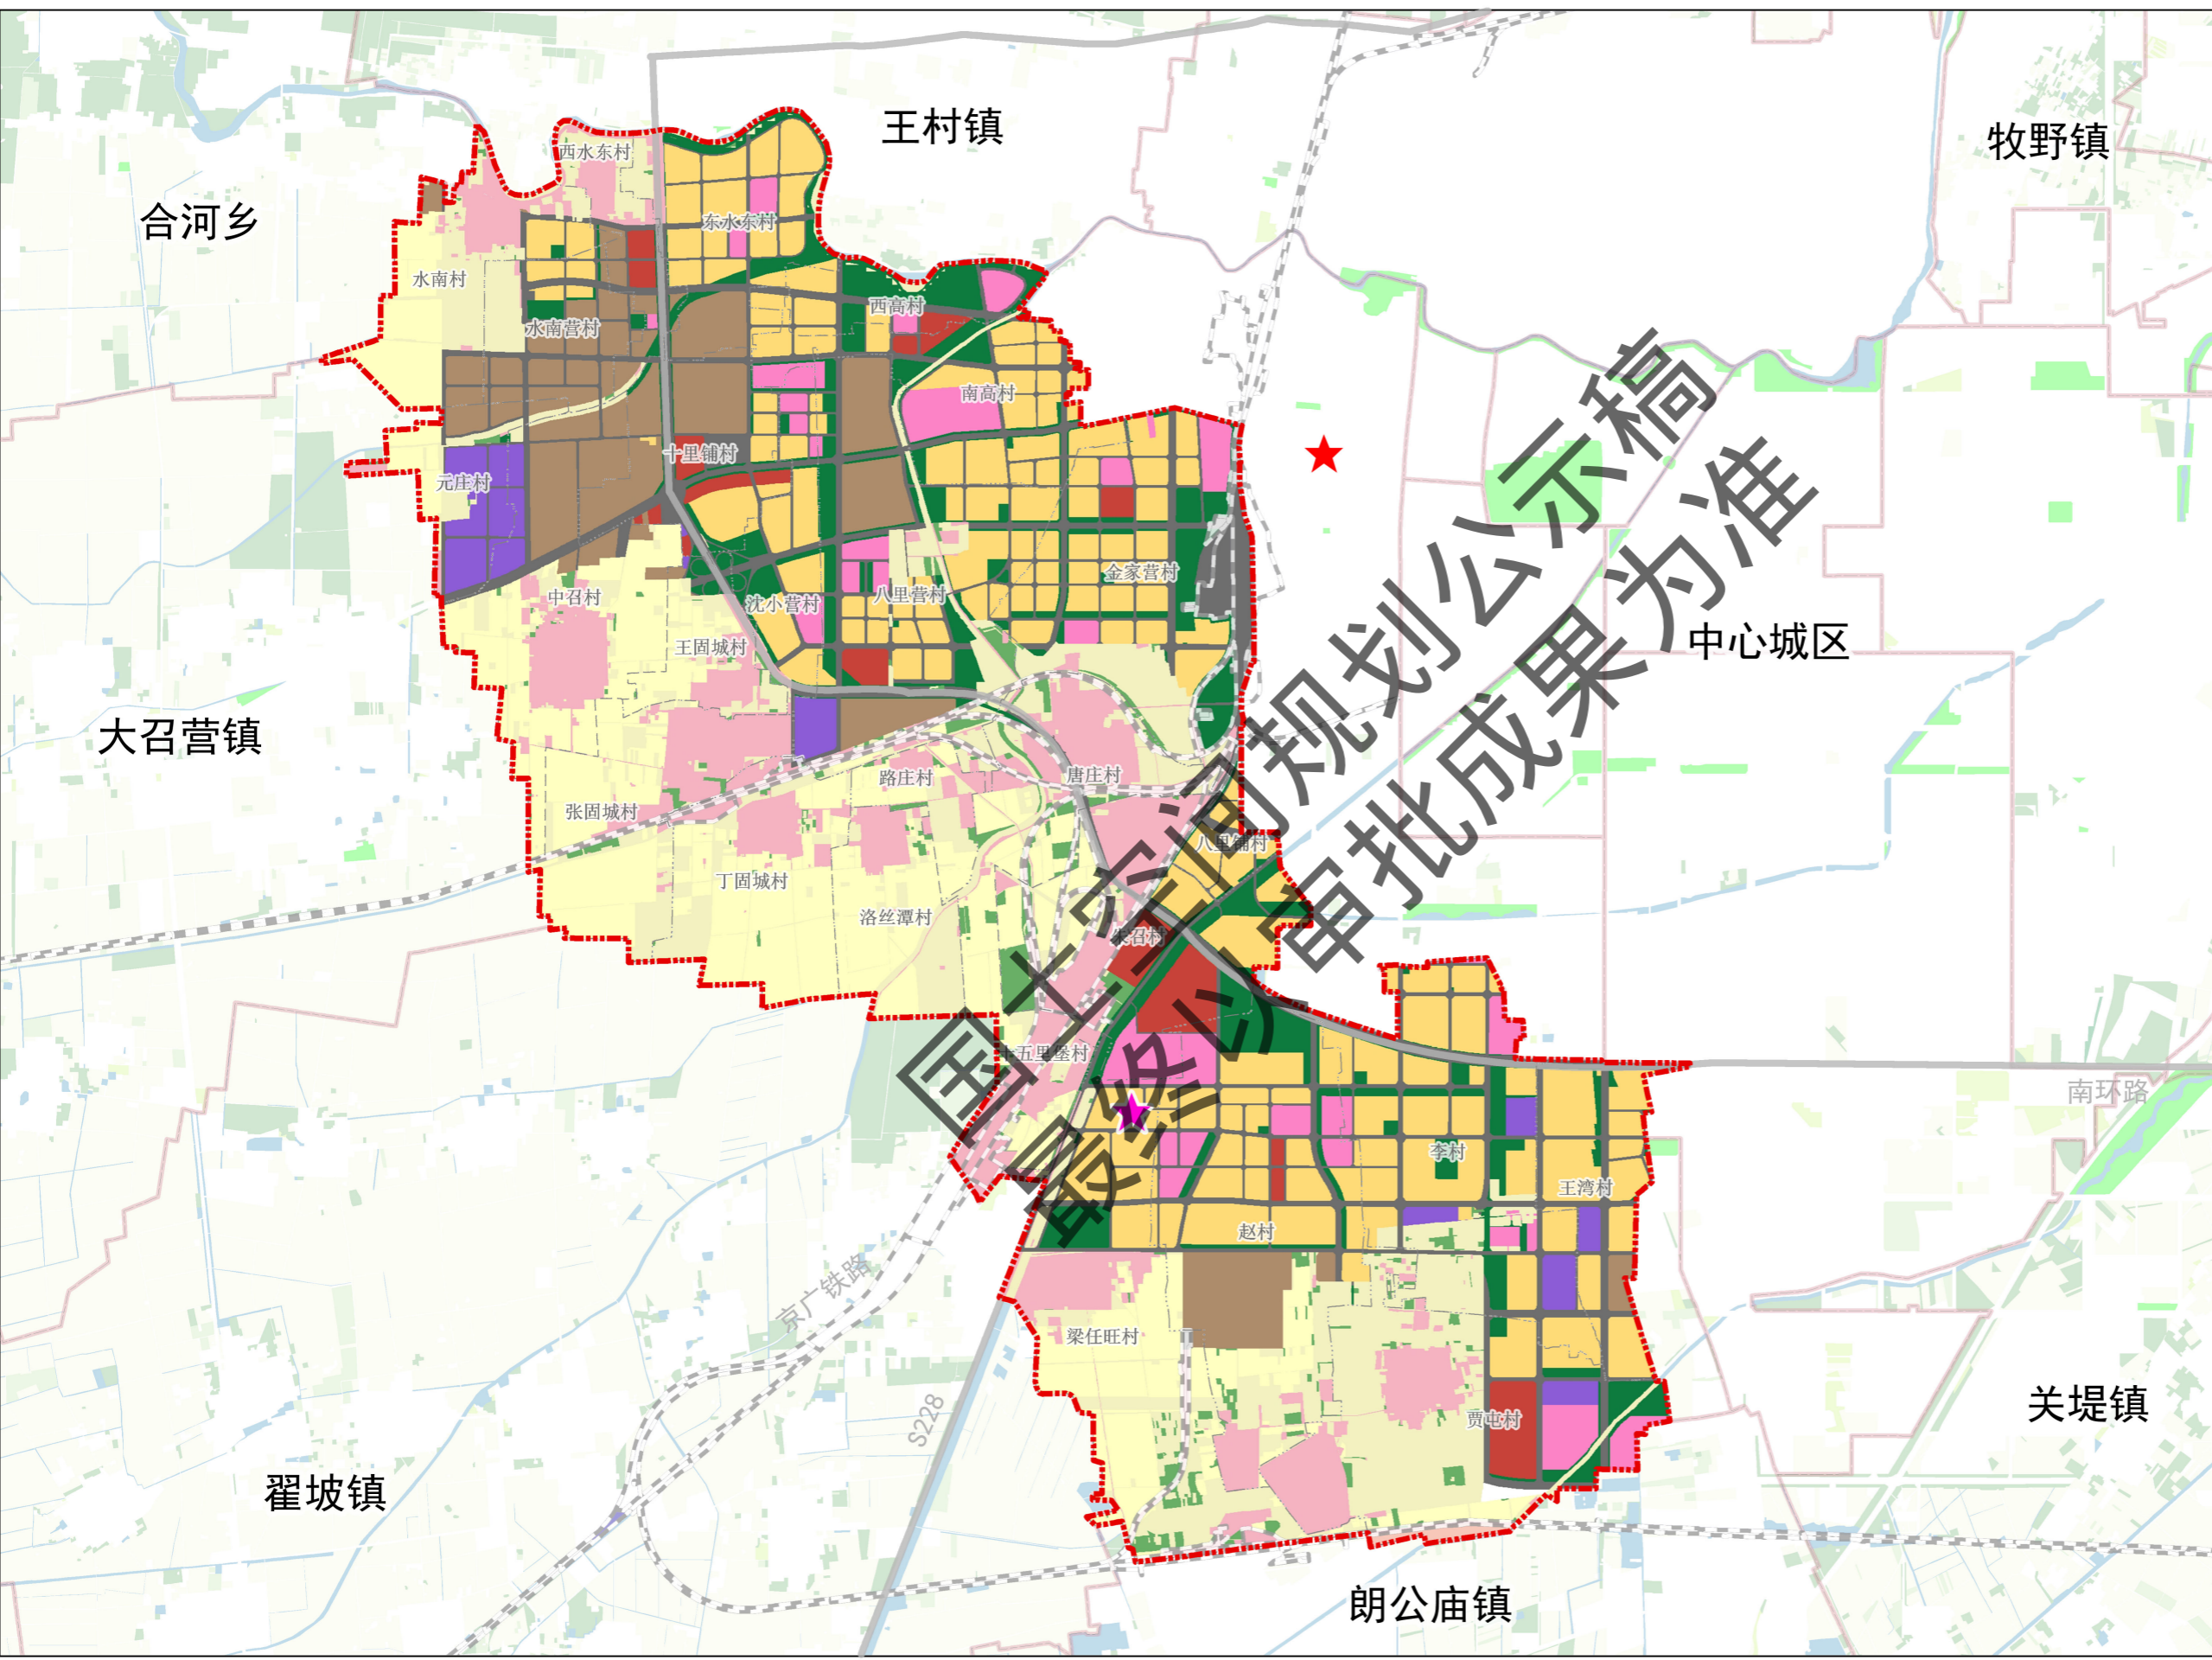 王村镇
牧野镇
西水东村
合河乡
东水东村
水南村
西高村
水南营村
南高村
十里铺村
元庄村
金家营村
中召村
沈小营村
八里营村
王固城村
中心城区
大召营镇
路庄村
唐庄村
张固城村
八里铺村
丁固城村
洛丝潭村
朱召村
十五里堡村
南环路
李村
王湾村
赵村
京广铁路
梁任旺村
S228
贾屯村
关堤镇
翟坡镇
朗公庙镇
国土空间规划公示稿
最终以审批成果为准